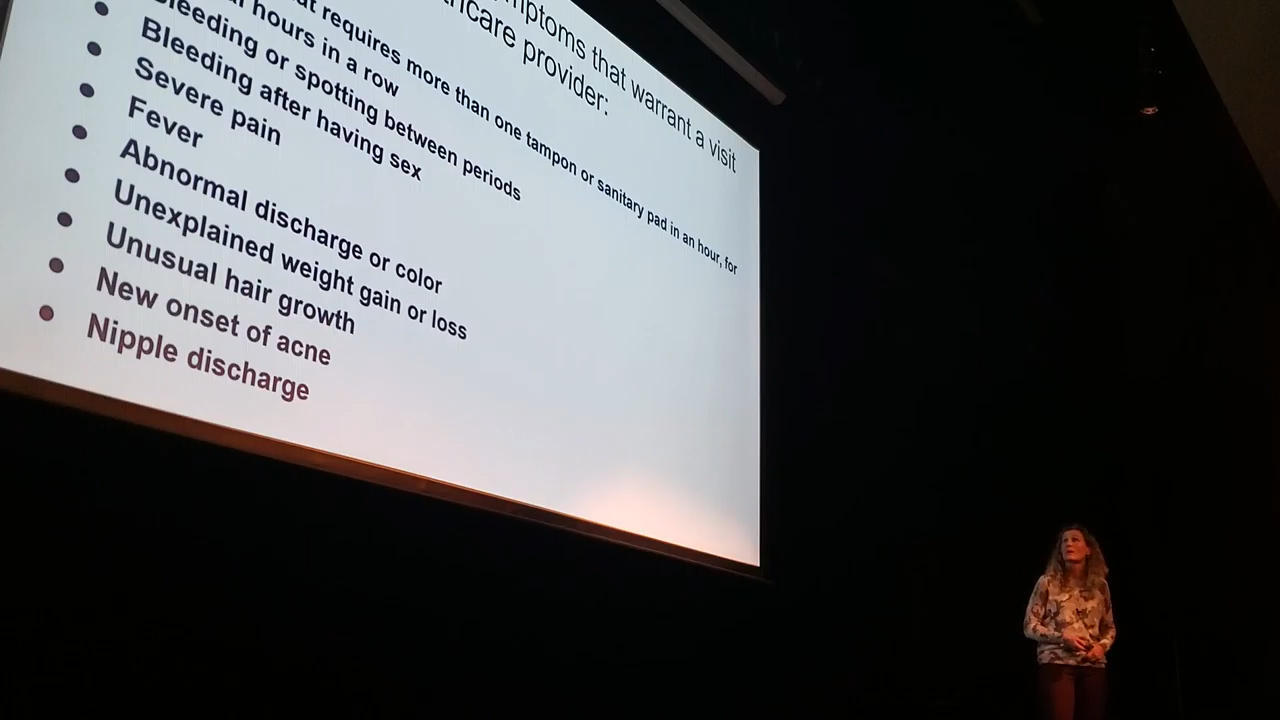 that warrant a visit
provider:
requires more than one tampon or sanitary pad in an hour, for
hours in a row
Bleeding or spotting between periods
Bleeding after having sex
Severe pain
Fever
Abnormal discharge or color
Unexplained weight gain or loss
Unusual hair growth
New onset of acne
Nipple discharge